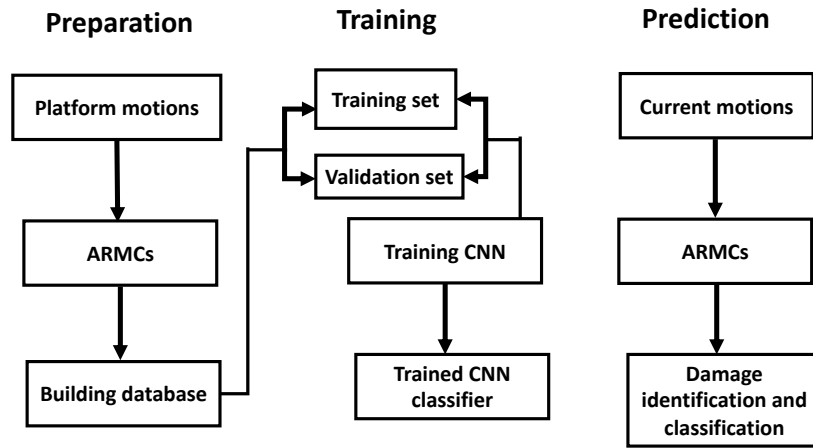 Preparation
Training
Prediction
Platform motions
ARMCs
Building database
Training set
Validation set
Training CNN
Trained CNN
classifier
Current motions
ARMCs
Damage
identification and
classification